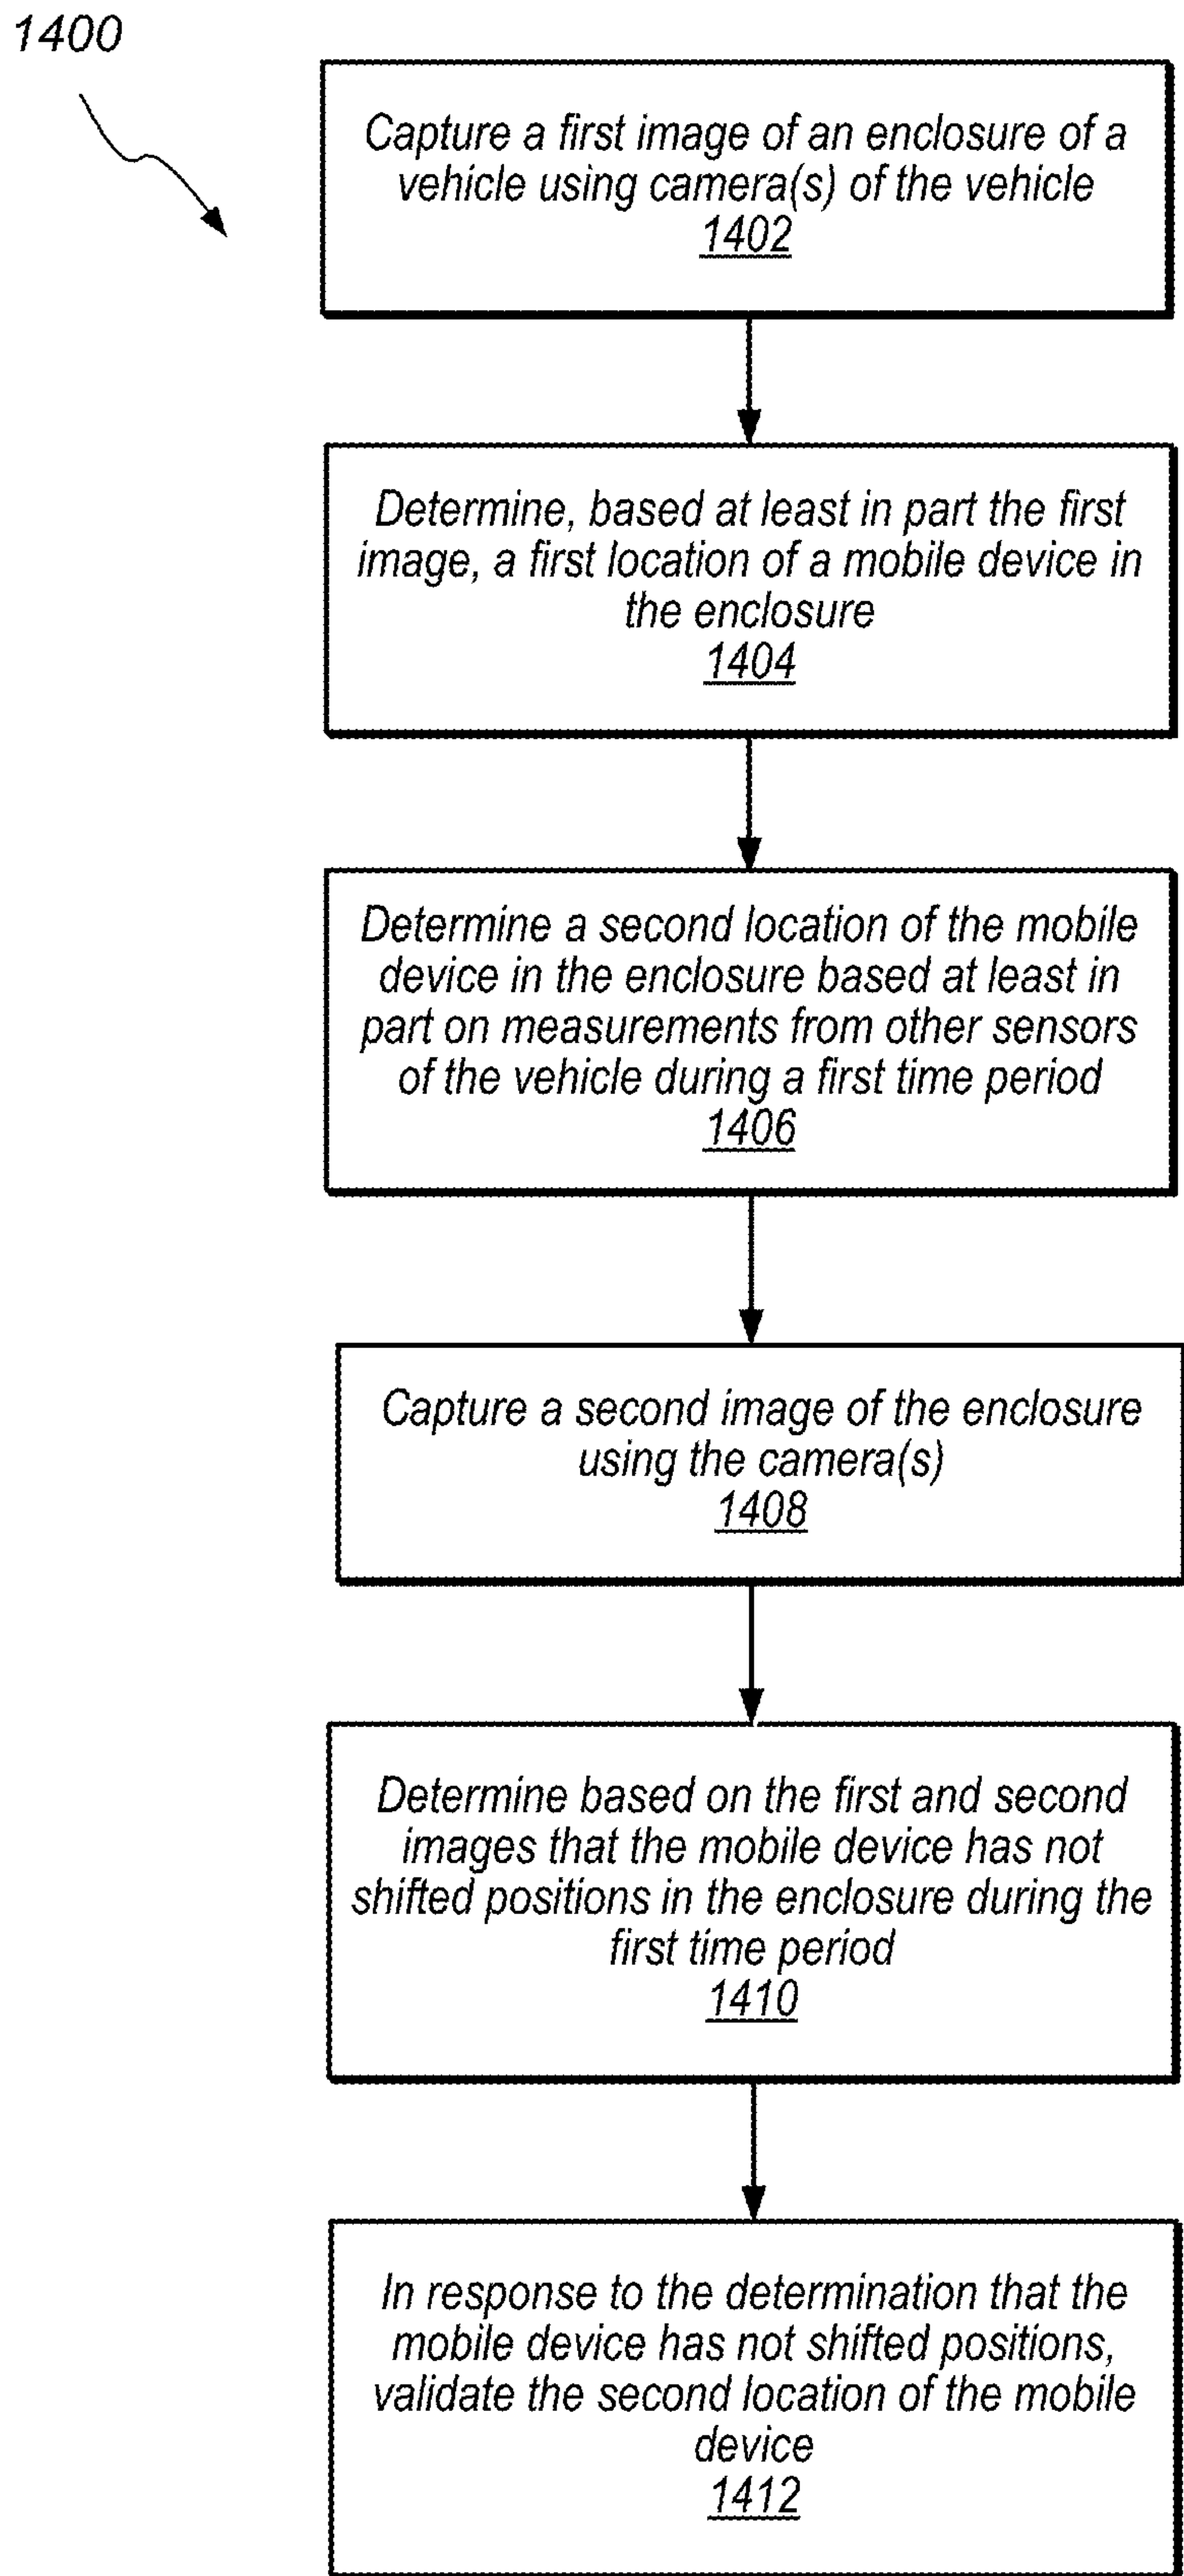 1400
Capture a first image of an enclosure of a
vehicle using camera(s) of the vehicle
1402
Determine, based at least in part the first
image, a first location of a mobile device in
the enclosure
1404
Determine a second location of the mobile
device in the enclosure based at least in
part on measurements from other sensors
of the vehicle during a first time period
1406
Capture a second image of the enclosure
using the camera(s)
1408
Determine based on the first and second
images that the mobile device has not
shifted positions in the enclosure during the
first time period
1410
In response to the determination that the
mobile device has not shifted positions,
validate the second location of the mobile
device
1412